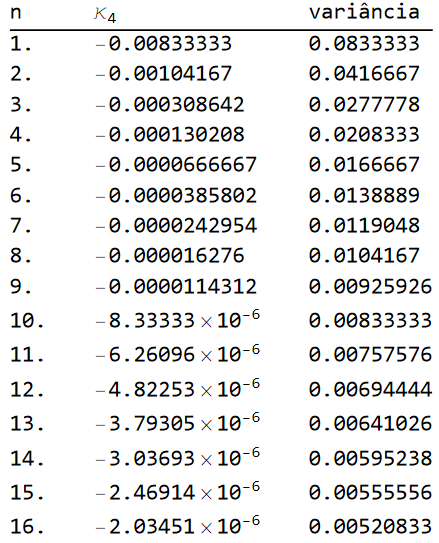 n κ₄ variância
1. -0.00833333 0.0833333
2. -0.00104167 0.0416667
3. -0.000308642 0.0277778
4. -0.000130208 0.0208333
5. -0.0000666667 0.0166667
6. -0.0000385802 0.0138889
7. -0.0000242954 0.0119048
8. -0.000016276 0.0104167
9. -0.0000114312 0.00925926
10. -8.33333×10⁻⁶ 0.00833333
11. -6.26096×10⁻⁶ 0.00757576
12. -4.82253×10⁻⁶ 0.00694444
13. -3.79305×10⁻⁶ 0.00641026
14. -3.03693×10⁻⁶ 0.00595238
15. -2.46914×10⁻⁶ 0.00555556
16. -2.03451×10⁻⁶ 0.00520833